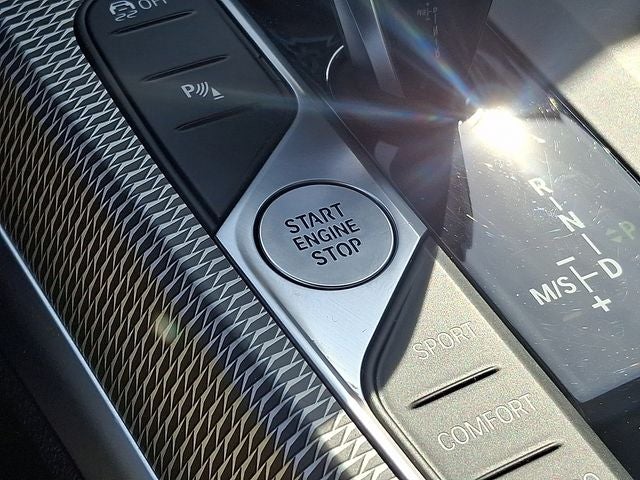 OFF
P
START
ENGINE
STOP
R
N
P
D
M/S
−
+
SPORT
COMFORT